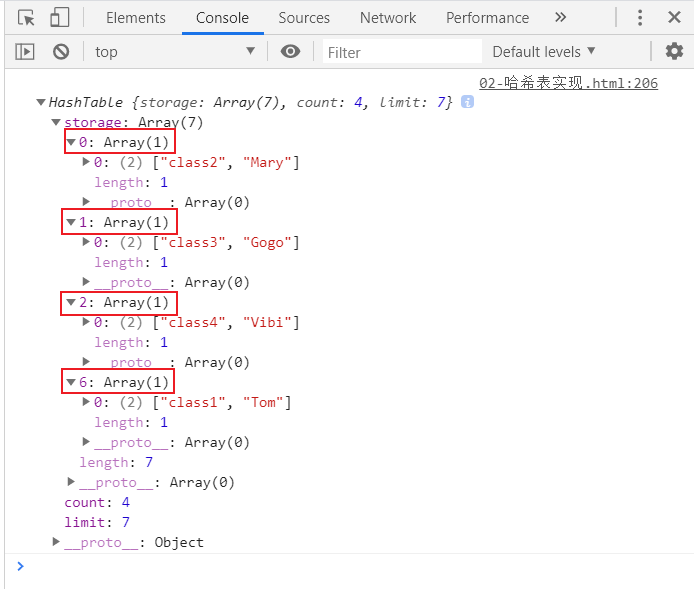 Elements Console Sources Network Performance »
top Filter Default levels ▼
02-哈希表实现.html:206
▼HashTable {storage: Array(7), count: 4, limit: 7} i
▼storage: Array(7)
▼0: Array(1)
▶0: (2) ["class2", "Mary"]
length: 1
▶__proto__: Array(0)
▼1: Array(1)
▶0: (2) ["class3", "Gogo"]
length: 1
▶__proto__: Array(0)
▼2: Array(1)
▶0: (2) ["class4", "Vibi"]
length: 1
▶__proto__: Array(0)
▼6: Array(1)
▶0: (2) ["class1", "Tom"]
length: 1
▶__proto__: Array(0)
length: 7
▶__proto__: Array(0)
count: 4
limit: 7
▶__proto__: Object
>